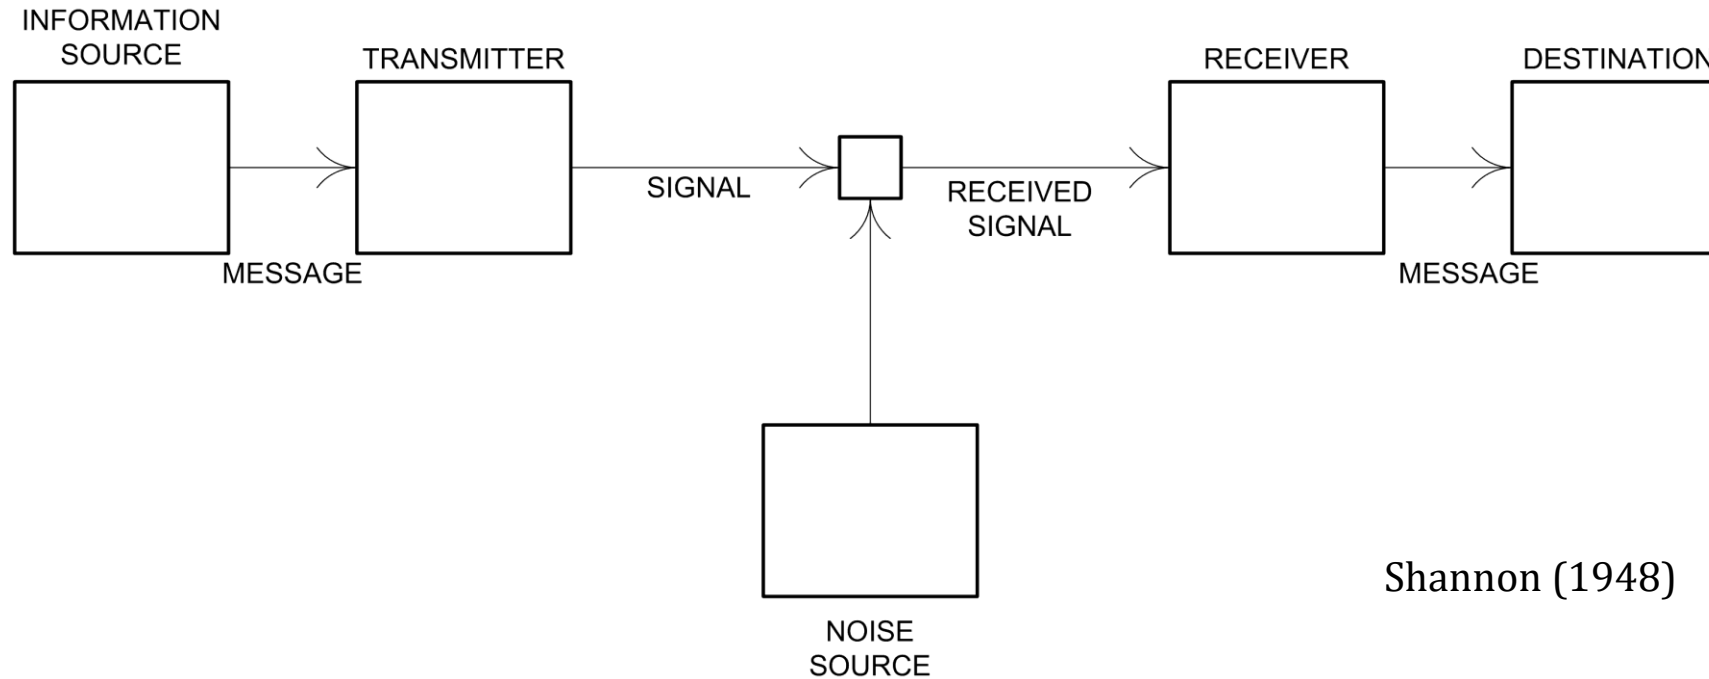 INFORMATION
SOURCE
TRANSMITTER
RECEIVER
DESTINATION
SIGNAL
RECEIVED
SIGNAL
MESSAGE
MESSAGE
Shannon (1948)
NOISE
SOURCE